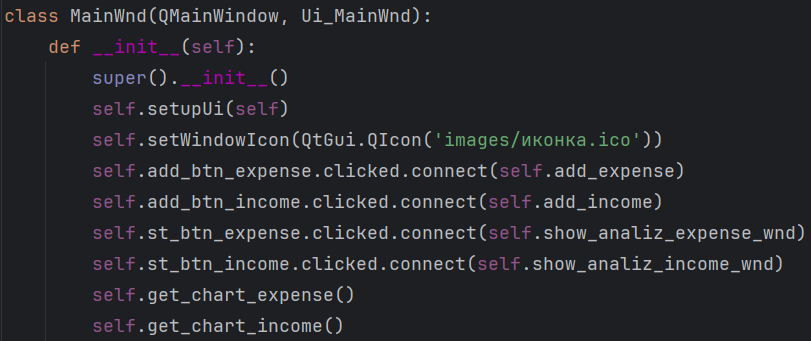 class MainWnd(QMainWindow, Ui_MainWnd):
    def __init__(self):
        super().__init__()
        self.setupUi(self)
        self.setWindowIcon(QtGui.QIcon('images/иконка.ico'))
        self.add_btn_expense.clicked.connect(self.add_expense)
        self.add_btn_income.clicked.connect(self.add_income)
        self.st_btn_expense.clicked.connect(self.show_analiz_expense_wnd)
        self.st_btn_income.clicked.connect(self.show_analiz_income_wnd)
        self.get_chart_expense()
        self.get_chart_income()